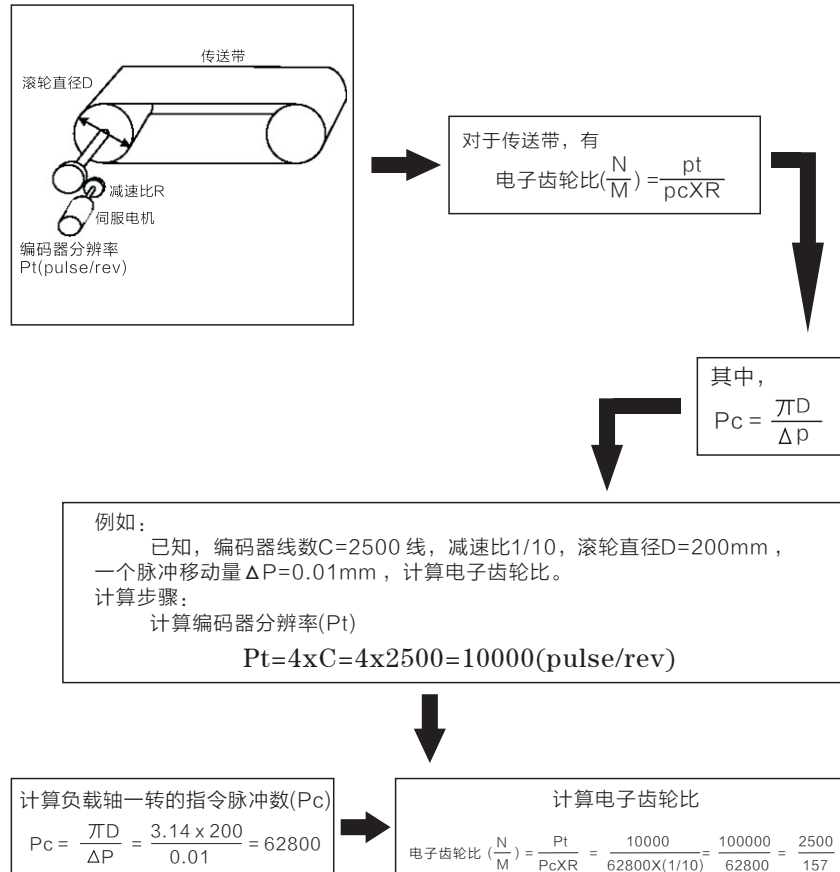 传送带
滚轮直径D
减速比R
伺服电机
编码器分辨率
Pt(pulse/rev)
对于传送带，有
电子齿轮比(N/M)=pt/pcXR
其中，
Pc = πD/Δp
例如：
已知，编码器线数C=2500 线，减速比1/10，滚轮直径D=200mm ，
一个脉冲移动量ΔP=0.01mm ，计算电子齿轮比。
计算步骤：
计算编码器分辨率(Pt)
Pt=4xC=4x2500=10000(pulse/rev)
计算负载轴一转的指令脉冲数(Pc)
Pc = πD/ΔP = 3.14 x 200/0.01 = 62800
计算电子齿轮比
电子齿轮比 (N/M) = Pt/PcXR = 10000/62800X(1/10) = 100000/62800 = 2500/157